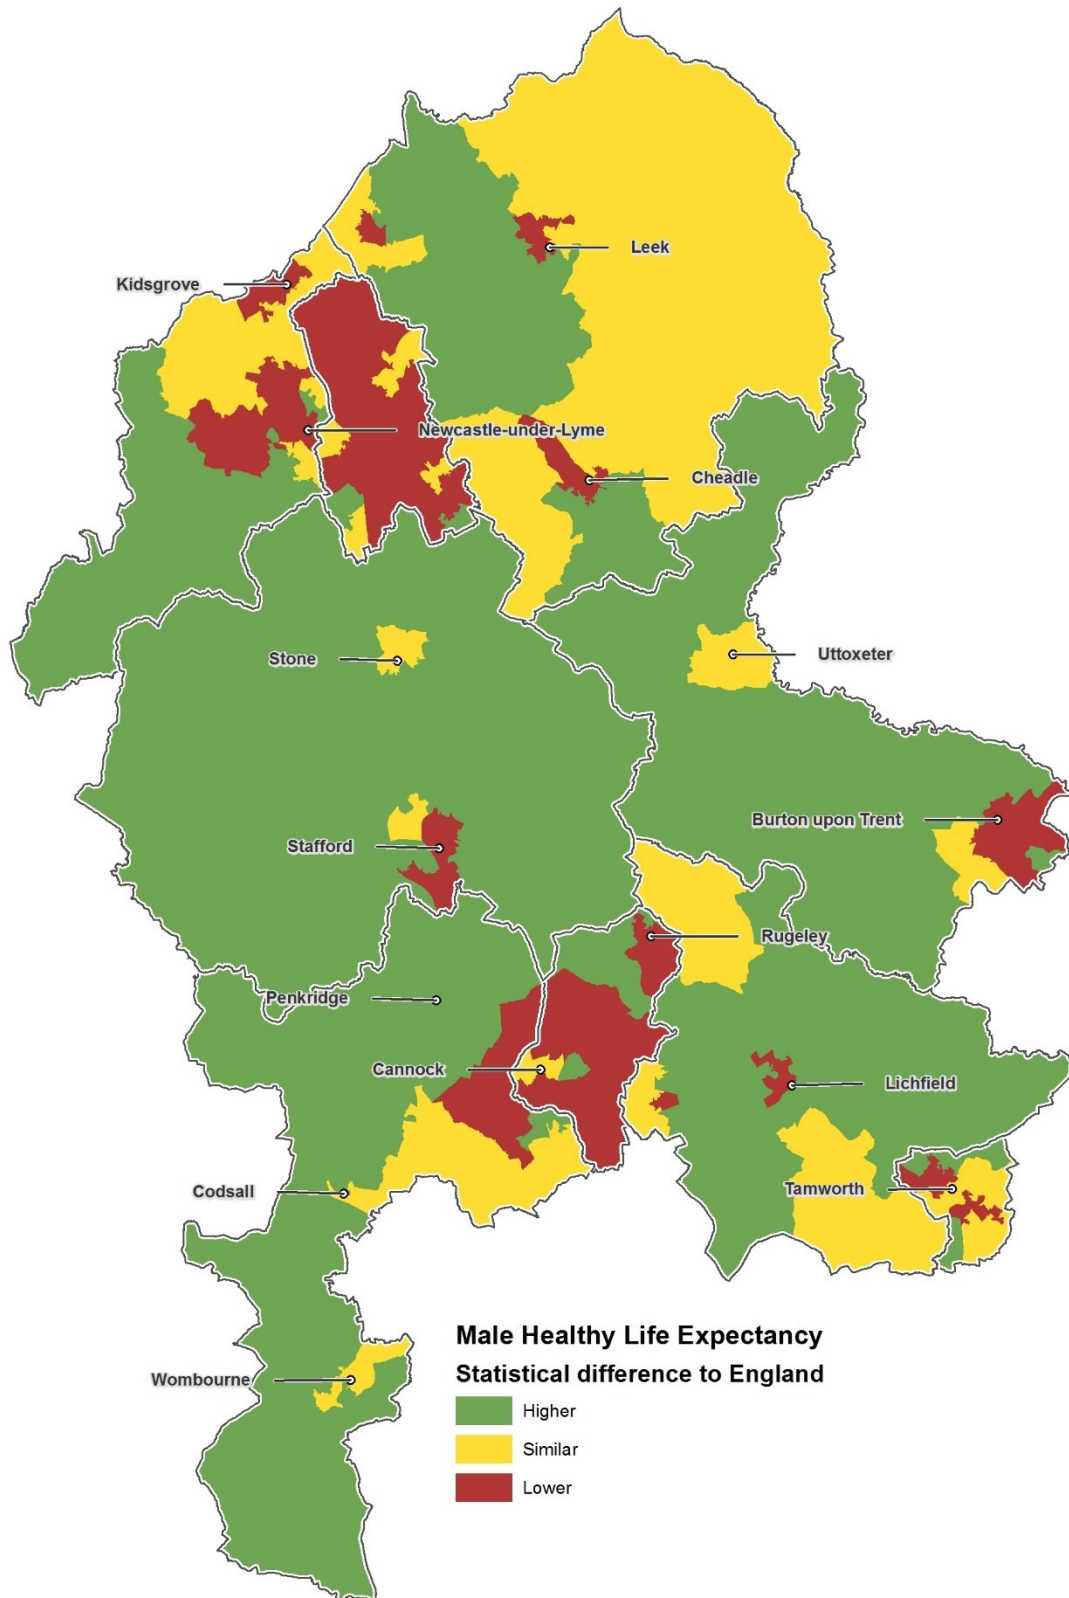 Leek
Kidsgrove
Newcastle-under-Lyme
Cheadle
Stone
Uttoxeter
Burton upon Trent
Stafford
Rugeley
Penkridge
Cannock
Lichfield
Codsall
Tamworth
Wombourne
Male Healthy Life Expectancy
Statistical difference to England
Higher
Similar
Lower